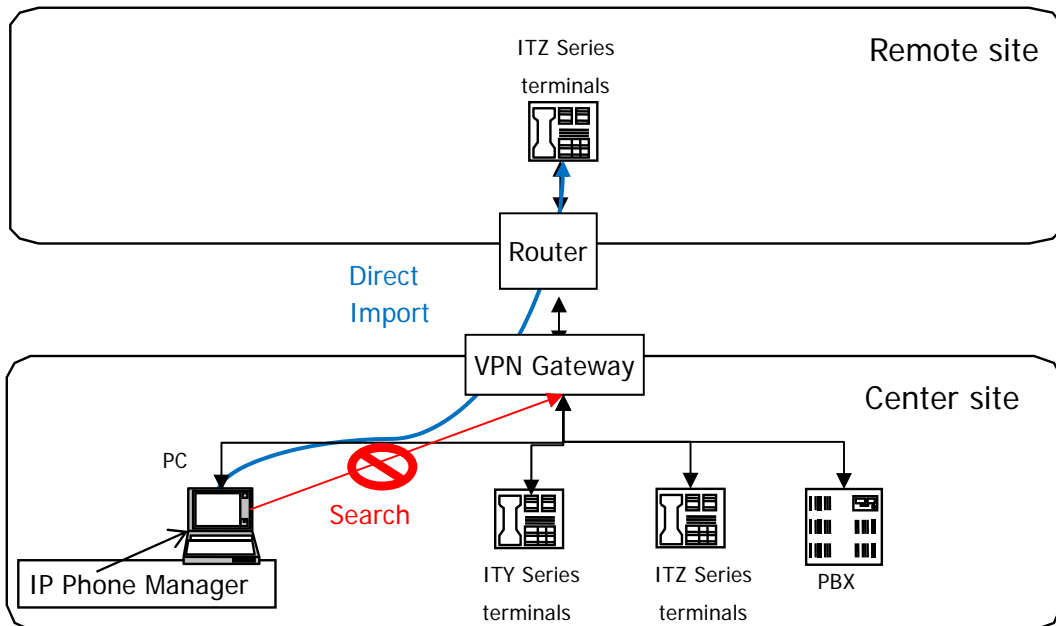 Remote site
ITZ Series
terminals
Router
Direct
Import
VPN Gateway
Center site
PC
Search
IP Phone Manager
ITY Series
terminals
ITZ Series
terminals
PBX